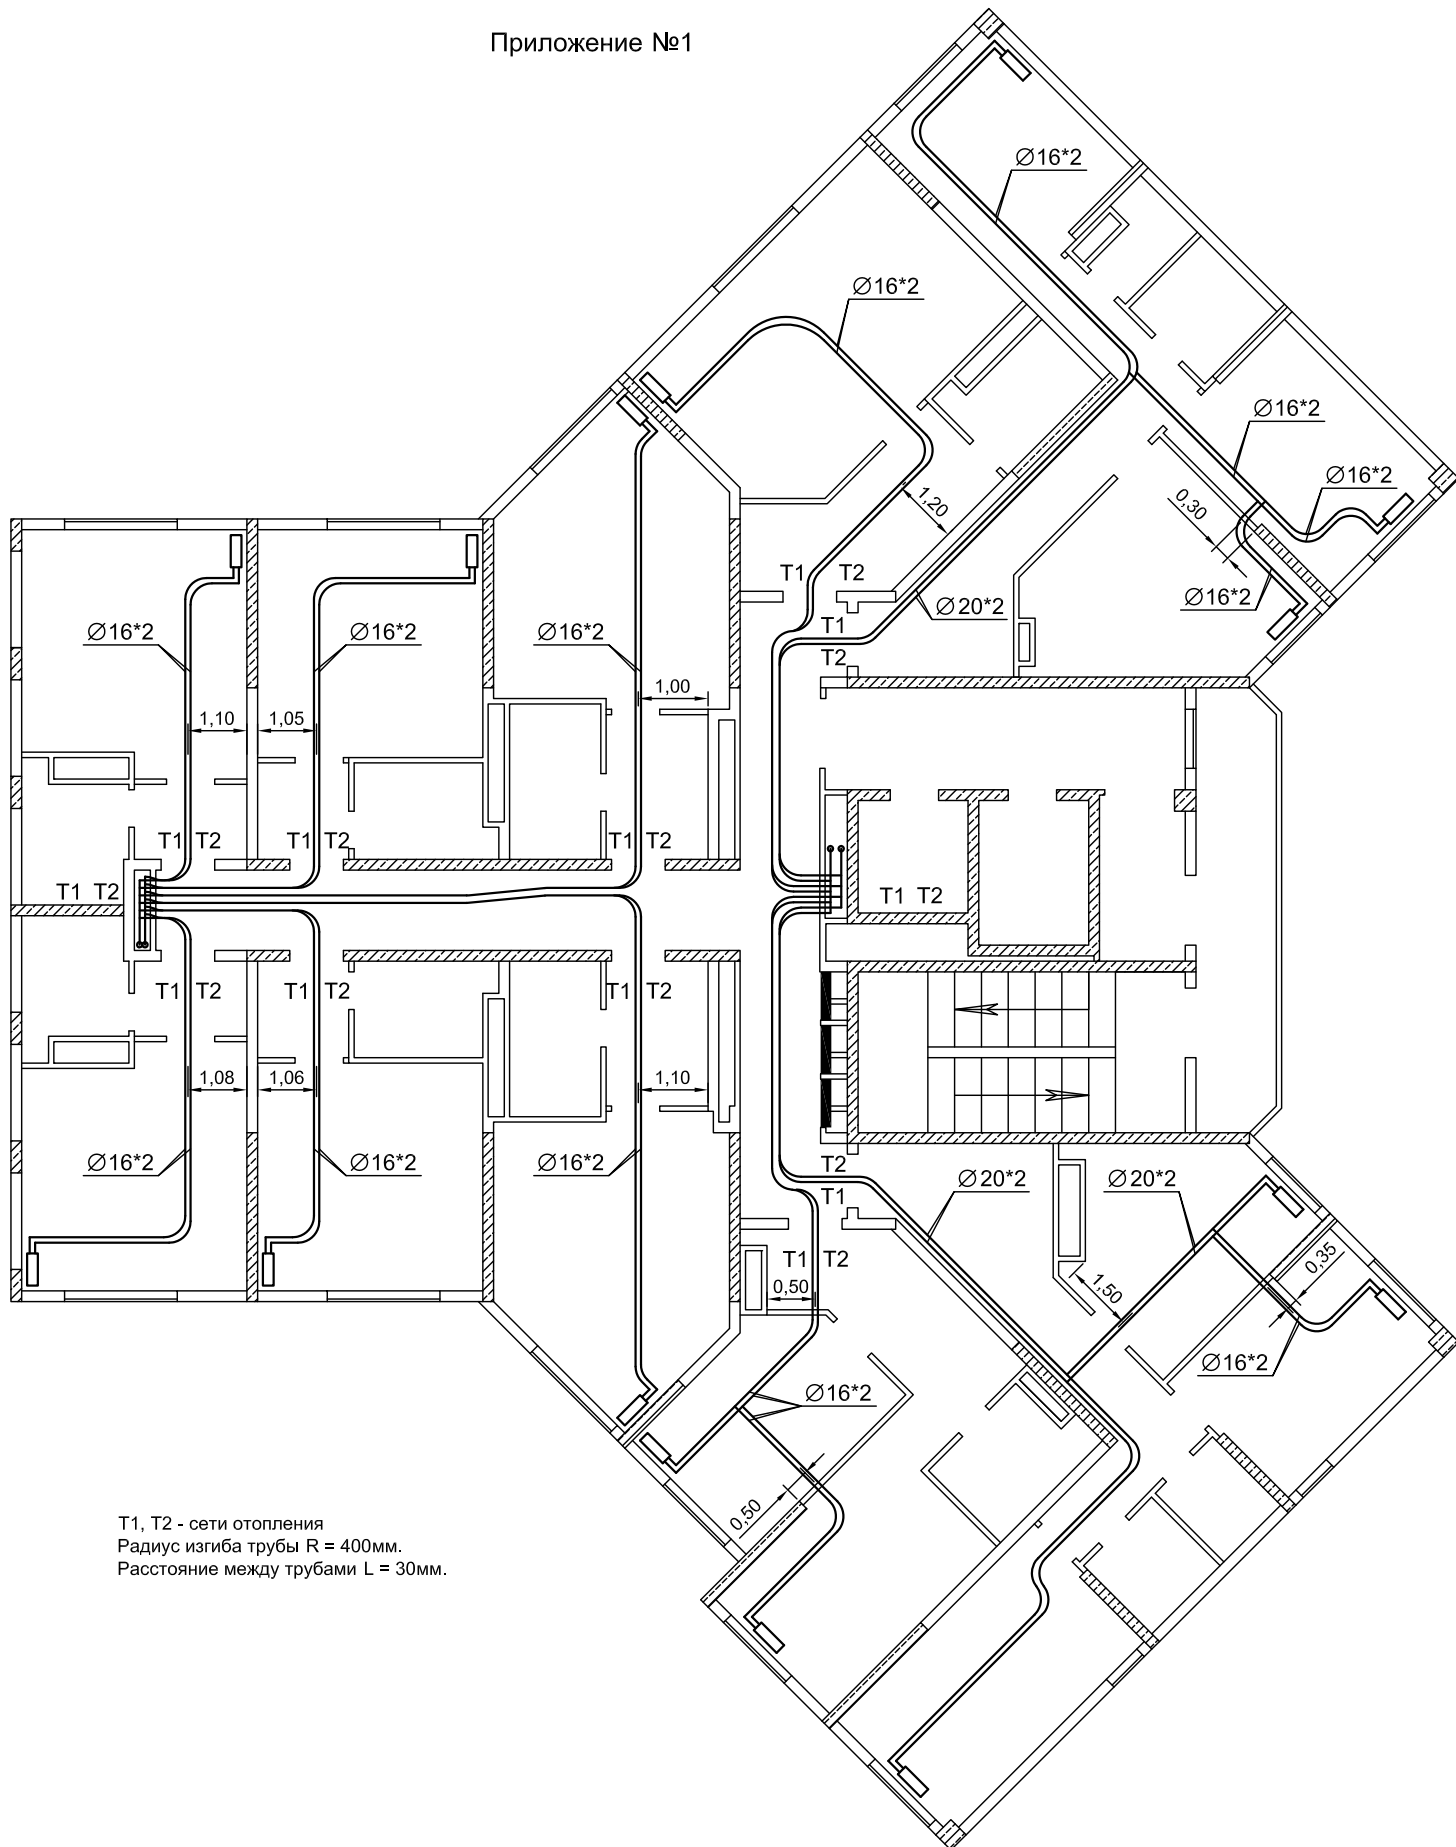 Приложение №1
∅16*2
∅16*2
∅16*2
∅16*2
0,30
1,20
T1
T2
∅16*2
∅20*2
∅16*2
∅16*2
∅16*2
T1
T2
1,00
1,10
1,05
T1 T2
T1 T2
T1 T2
T1 T2
T1 T2
T1 T2
T1 T2
T1 T2
1,08
1,06
1,10
∅16*2
∅16*2
∅16*2
T2
T1
∅20*2
∅20*2
T1 T2
0,50
1,50
0,35
∅16*2
∅16*2
0,50
T1, T2 - сети отопления
Радиус изгиба трубы R = 400мм.
Расстояние между трубами L = 30мм.